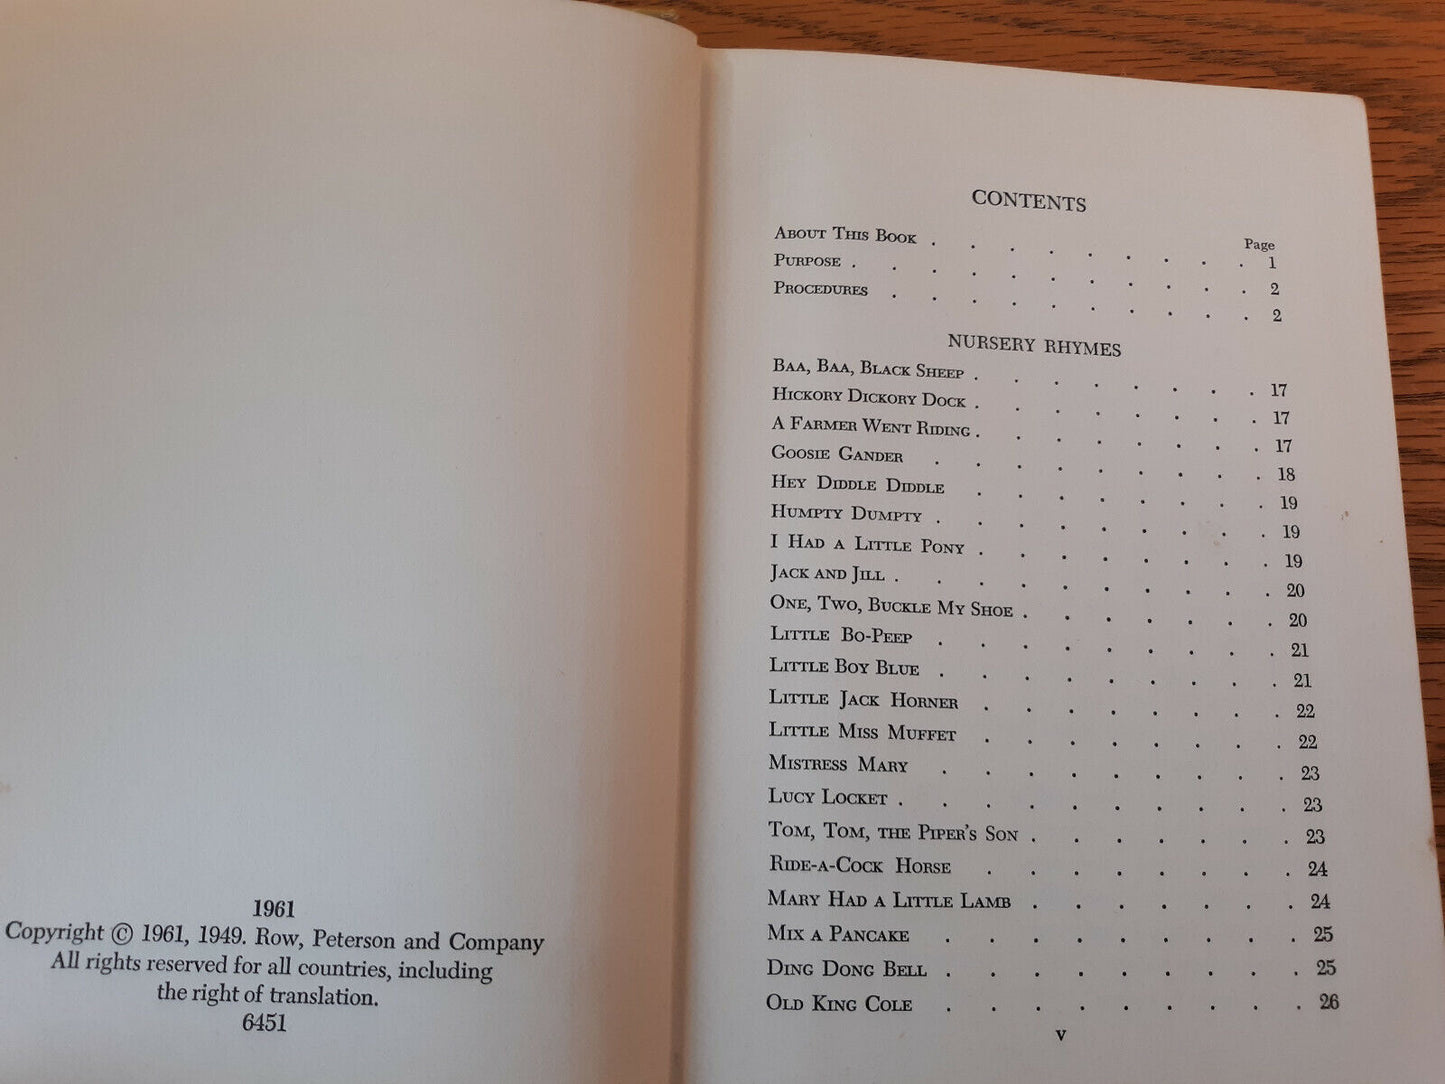 1961
Copyright © 1961, 1949. Row, Peterson and Company
All rights reserved for all countries, including
the right of translation.
6451
CONTENTS
Page
About This Book . . . . . . . . . 1
Purpose . . . . . . . . . . . 2
Procedures . . . . . . . . . . 2
NURSERY RHYMES
Baa, Baa, Black Sheep . . . . . . . . 17
Hickory Dickory Dock . . . . . . . . 17
A Farmer Went Riding . . . . . . . . 17
Goosie Gander . . . . . . . . . 18
Hey Diddle Diddle . . . . . . . . 19
Humpty Dumpty . . . . . . . . . 19
I Had a Little Pony . . . . . . . . 19
Jack and Jill . . . . . . . . . . 20
One, Two, Buckle My Shoe . . . . . . . 20
Little Bo-Peep . . . . . . . . . 21
Little Boy Blue . . . . . . . . . 21
Little Jack Horner . . . . . . . . 22
Little Miss Muffet . . . . . . . . 22
Mistress Mary . . . . . . . . . 23
Lucy Locket . . . . . . . . . . 23
Tom, Tom, the Piper's Son . . . . . . . 23
Ride-a-Cock Horse . . . . . . . . 24
Mary Had a Little Lamb . . . . . . . 24
Mix a Pancake . . . . . . . . . 25
Ding Dong Bell . . . . . . . . . 25
Old King Cole . . . . . . . . . 26
v